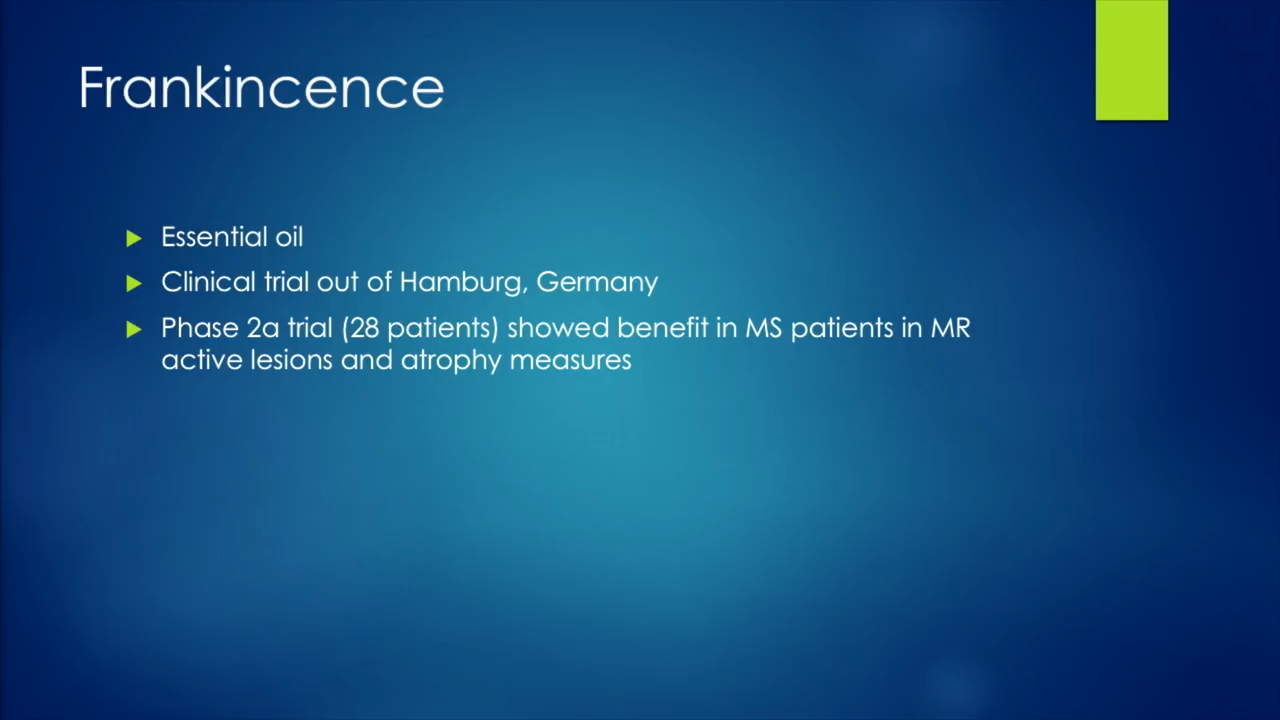 Frankincence
Essential oil
Clinical trial out of Hamburg, Germany
Phase 2a trial (28 patients) showed benefit in MS patients in MR
active lesions and atrophy measures